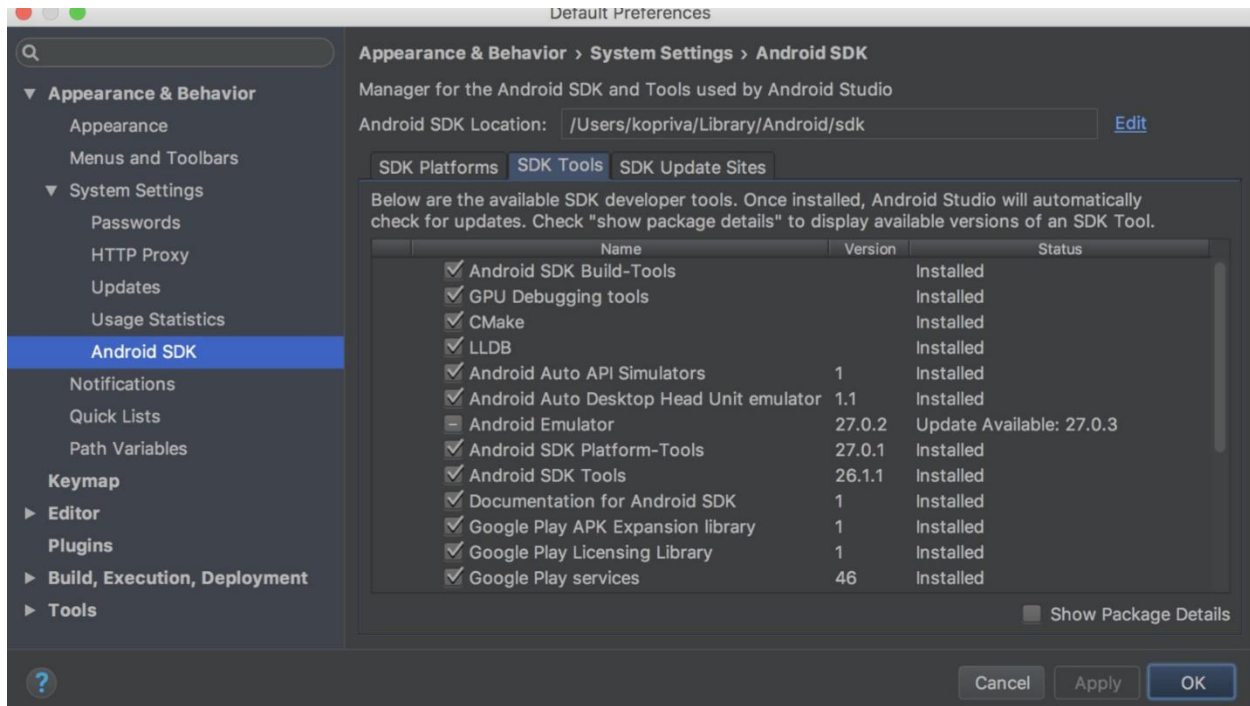 Default Preferences
Appearance & Behavior
Appearance
Menus and Toolbars
System Settings
Passwords
HTTP Proxy
Updates
Usage Statistics
Android SDK
Notifications
Quick Lists
Path Variables
Keymap
Editor
Plugins
Build, Execution, Deployment
Tools
?
Appearance & Behavior › System Settings › Android SDK
Manager for the Android SDK and Tools used by Android Studio
Android SDK Location: /Users/kopriva/Library/Android/sdk Edit
SDK Platforms SDK Tools SDK Update Sites
Below are the available SDK developer tools. Once installed, Android Studio will automatically
check for updates. Check "show package details" to display available versions of an SDK Tool.
Name Version Status
Android SDK Build-Tools Installed
GPU Debugging tools Installed
CMake Installed
LLDB Installed
Android Auto API Simulators 1 Installed
Android Auto Desktop Head Unit emulator 1.1 Installed
Android Emulator 27.0.2 Update Available: 27.0.3
Android SDK Platform-Tools 27.0.1 Installed
Android SDK Tools 26.1.1 Installed
Documentation for Android SDK 1 Installed
Google Play APK Expansion library 1 Installed
Google Play Licensing Library 1 Installed
Google Play services 46 Installed
Show Package Details
Cancel Apply OK